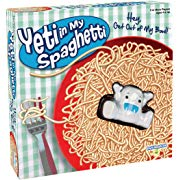 Yeti in My
Spaghetti
Hey,
Get Out of My Bowl!